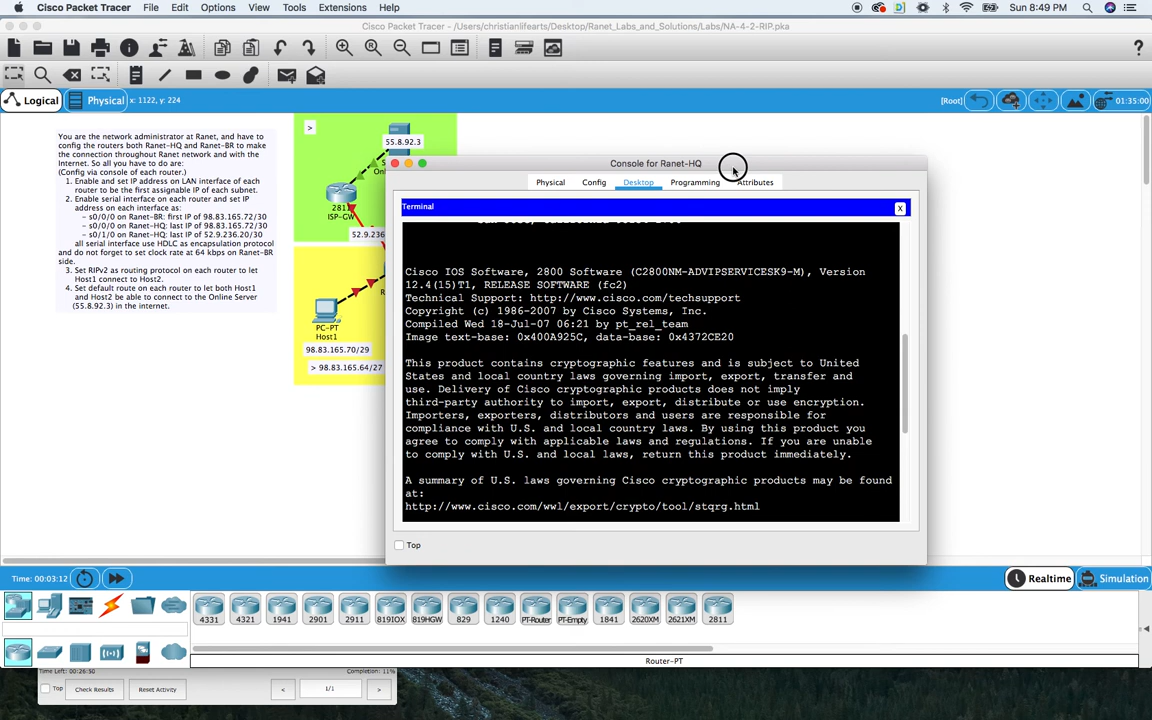 Cisco Packet Tracer File Edit Options View Tools Extensions Help Sun 8:49 PM
Cisco Packet Tracer - /Users/christianlifearts/Desktop/Ranet_Labs_and_Solutions/Labs/NA-4-2-RIP.pka
Logical Physical x: 1122, y: 224 [Root] 01:35:00
You are the network administrator at Ranet, and have to
config the routers both Ranet-HQ and Ranet-BR to make
the connection throughout Ranet network and with the
Internet. So all you have to do are:
(Config via console of each router.)
1. Enable and set IP address on LAN interface of each
router to be the first assignable IP of each subnet.
2. Enable serial interface on each router and set IP
address on each interface as:
- s0/0/0 on Ranet-BR: first IP of 98.83.165.72/30
- s0/0/0 on Ranet-HQ: last IP of 98.83.165.72/30
- s0/1/0 on Ranet-HQ: last IP of 52.9.236.20/30
all serial interface use HDLC as encapsulation protocol
and do not forget to set clock rate at 64 kbps on Ranet-BR
side.
3. Set RIPv2 as routing protocol on each router to let
Host1 connect to Host2.
4. Set default route on each router to let both Host1
and Host2 be able to connect to the Online Server
(55.8.92.3) in the internet.
>
55.8.92.3
2811
ISP-GW
52.9.236
PC-PT
Host1
98.83.165.70/29
> 98.83.165.64/27
Console for Ranet-HQ
Physical Config Desktop Programming Attributes
Terminal X
Cisco IOS Software, 2800 Software (C2800NM-ADVIPSERVICESK9-M), Version
12.4(15)T1, RELEASE SOFTWARE (fc2)
Technical Support: http://www.cisco.com/techsupport
Copyright (c) 1986-2007 by Cisco Systems, Inc.
Compiled Wed 18-Jul-07 06:21 by pt_rel_team
Image text-base: 0x400A925C, data-base: 0x4372CE20
This product contains cryptographic features and is subject to United
States and local country laws governing import, export, transfer and
use. Delivery of Cisco cryptographic products does not imply
third-party authority to import, export, distribute or use encryption.
Importers, exporters, distributors and users are responsible for
compliance with U.S. and local country laws. By using this product you
agree to comply with applicable laws and regulations. If you are unable
to comply with U.S. and local laws, return this product immediately.
A summary of U.S. laws governing Cisco cryptographic products may be found
at:
http://www.cisco.com/wwl/export/crypto/tool/stqrg.html
Top
Time: 00:03:12 Realtime Simulation
4331 4321 1941 2901 2911 819IOX 819HGW 829 1240 PT-Router PT-Empty 1841 2620XM 2621XM 2811
Router-PT
Time Left: 00:26:50 Completion: 11%
Top Check Results Reset Activity < 1/1 >